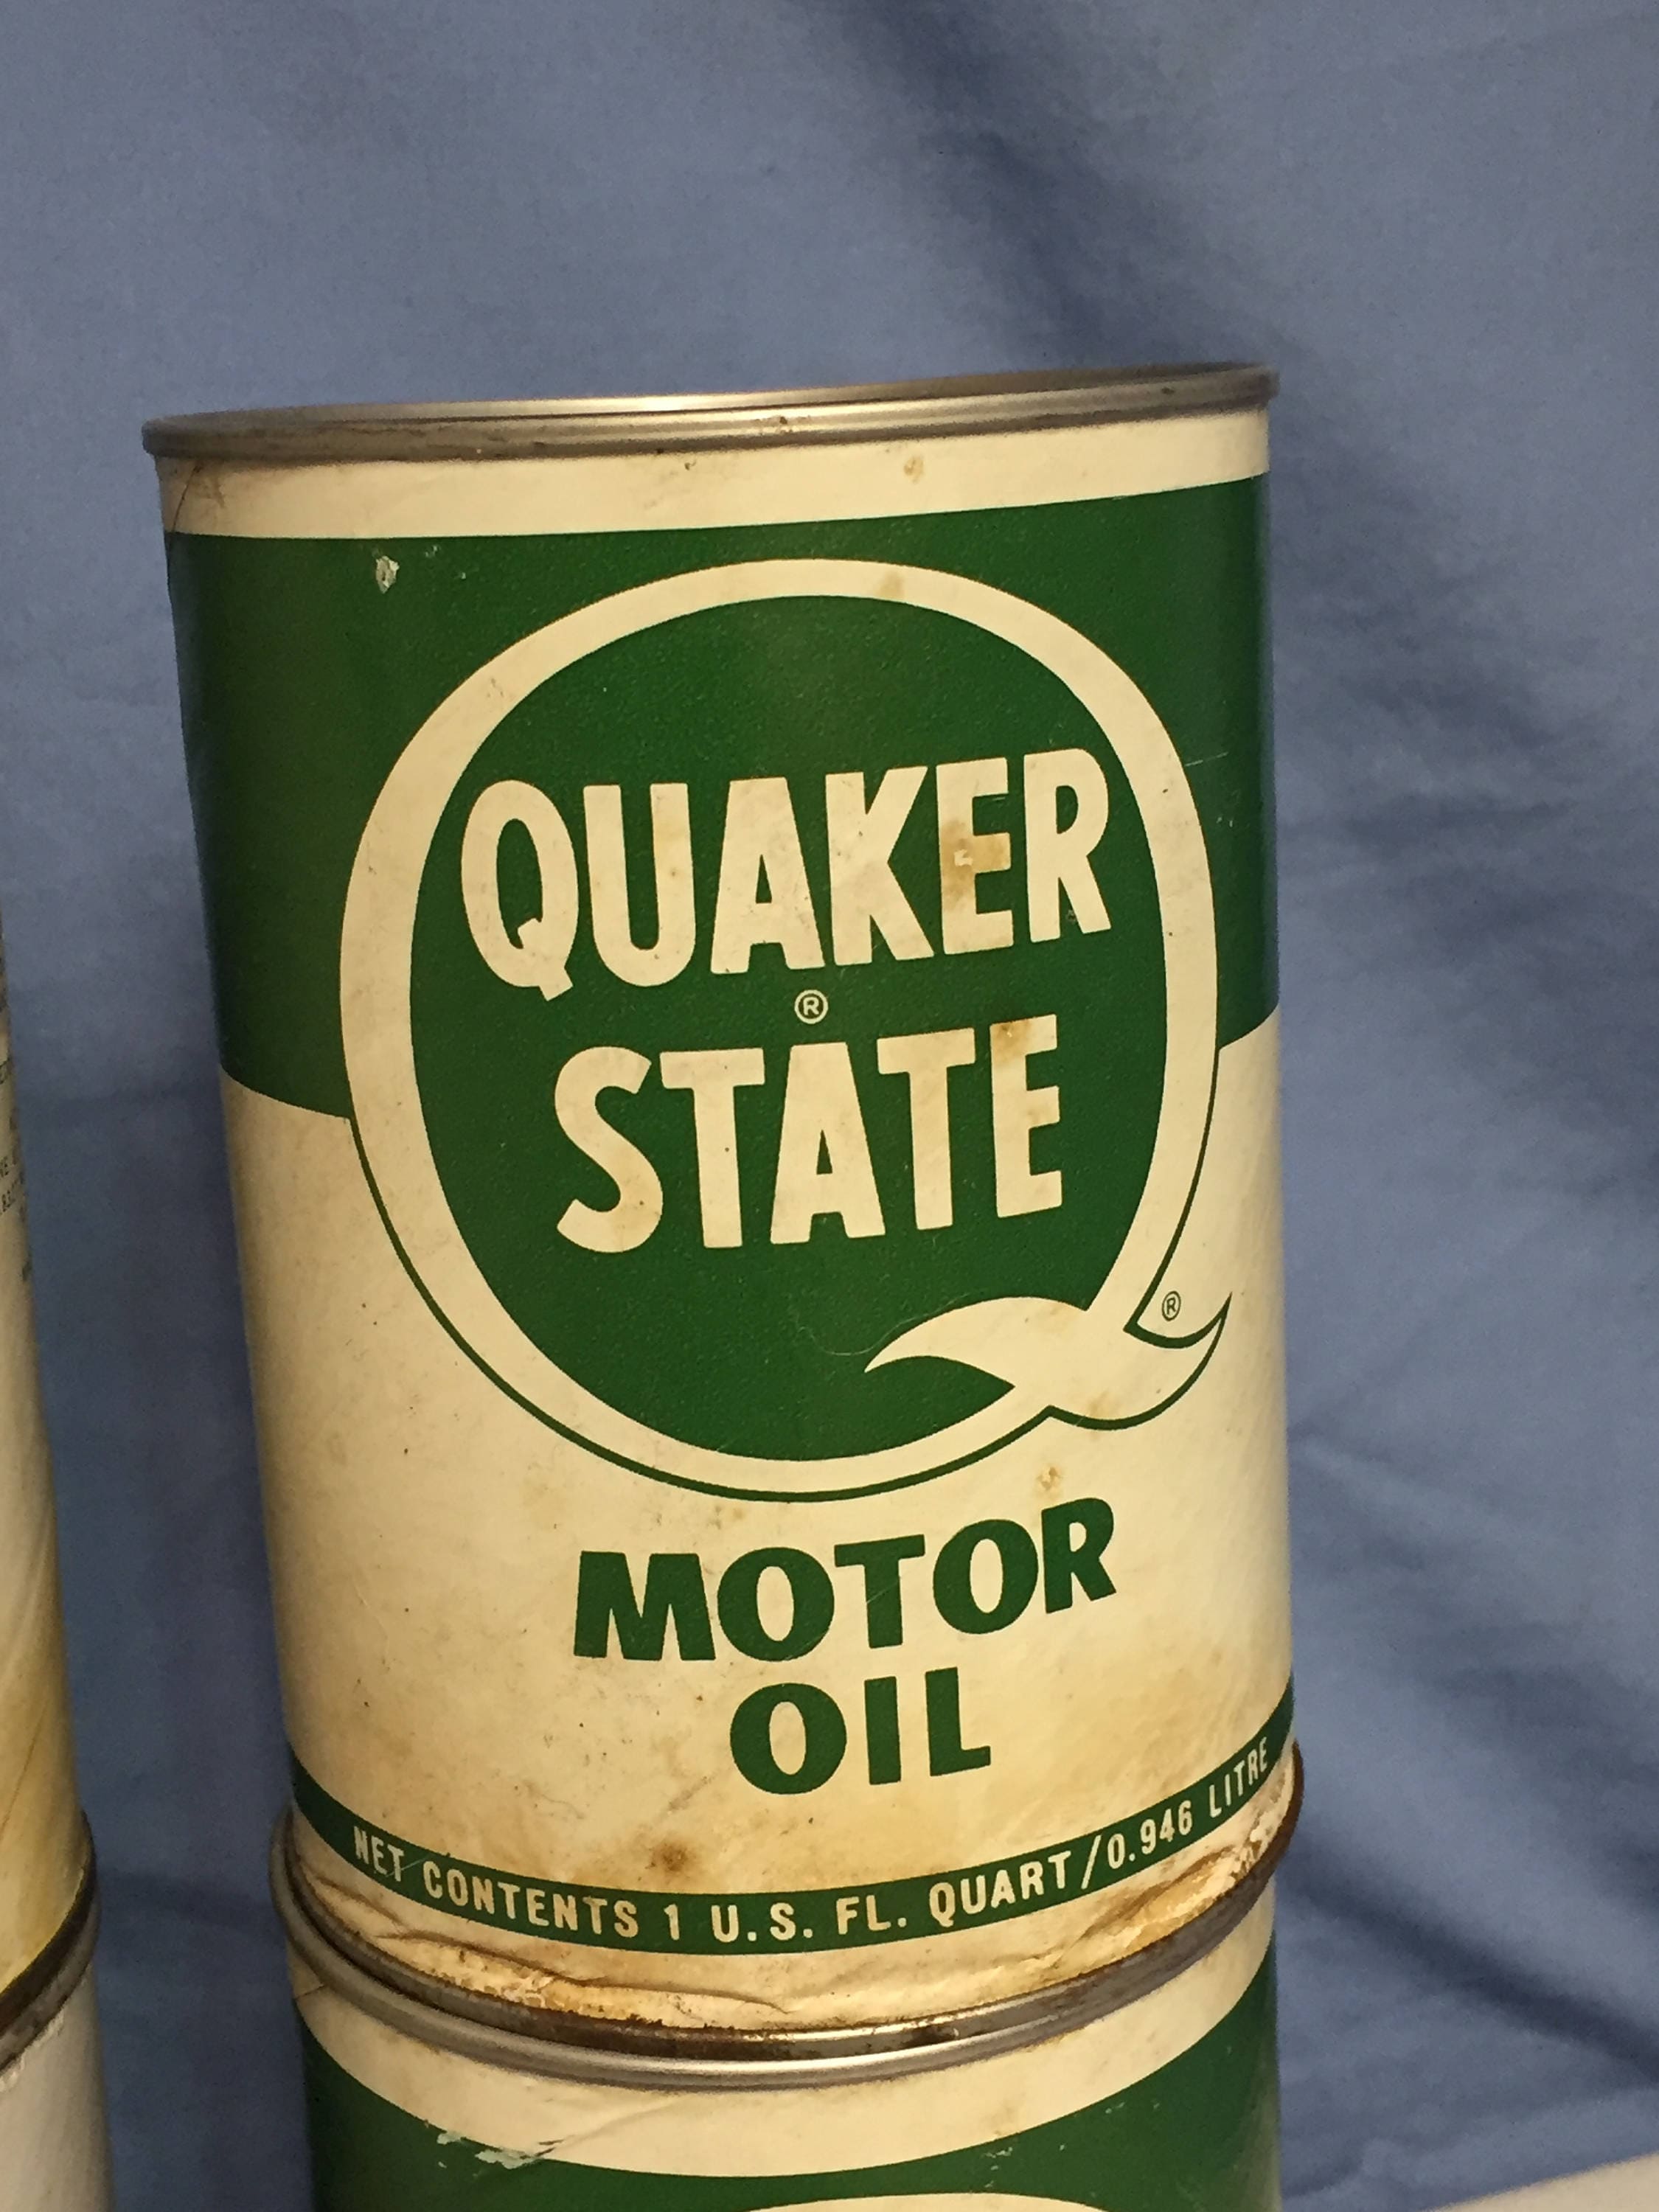 QUAKER
®
STATE
®
MOTOR
OIL
NET CONTENTS 1 U.S. FL. QUART/0.946 LITRE